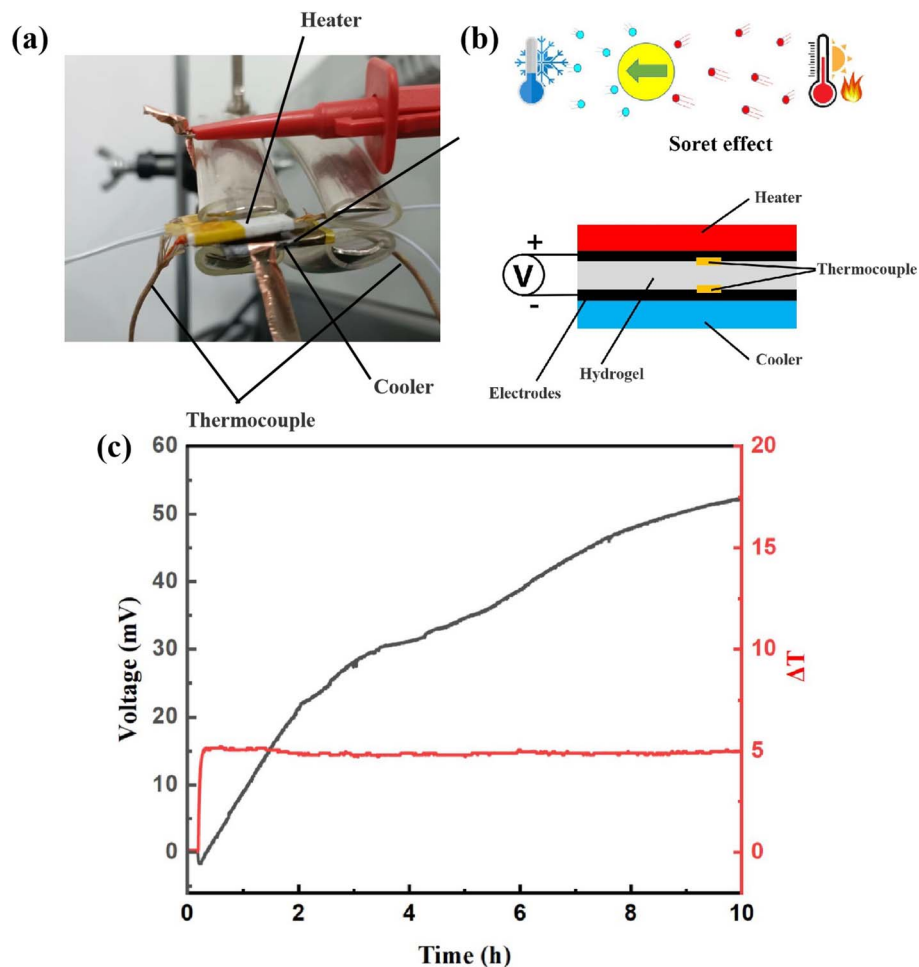 (a)
Heater
Cooler
Thermocouple
(b)
Soret effect
Heater
+
V
-
Thermocouple
Cooler
Hydrogel
Electrodes
(c)
60
50
40
30
20
10
0
Voltage (mV)
20
15
10
5
0
ΔT
0 2 4 6 8 10
Time (h)